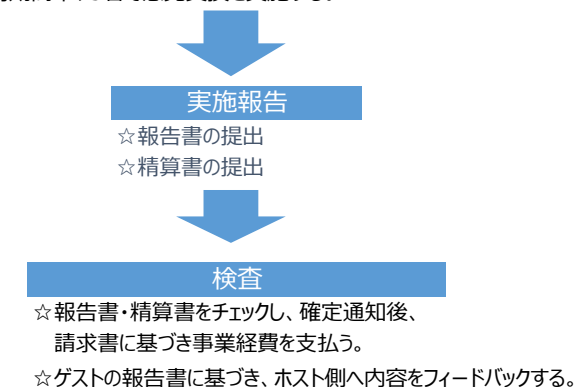 実施報告
☆報告書の提出
☆精算書の提出
検査
☆報告書・精算書をチェックし、確定通知後、
請求書に基づき事業経費を支払う。
☆ゲストの報告書に基づき、ホスト側へ内容をフィードバックする。